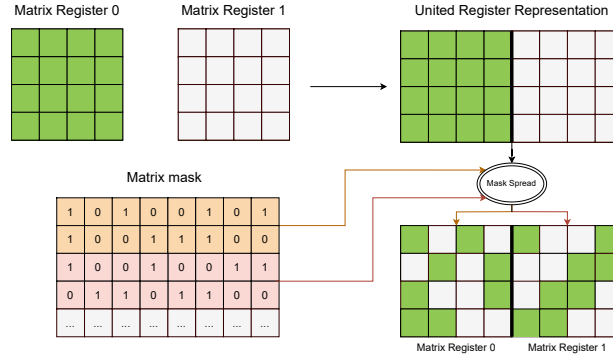 Matrix Register 0
Matrix Register 1
United Register Representation
Matrix mask
Mask Spread
1 0 1 0 0 1 0 1
1 0 0 1 1 1 0 0
1 0 1 0 0 0 1 1
0 1 1 0 1 1 0 0
... ... ... ... ... ... ... ...
Matrix Register 0
Matrix Register 1